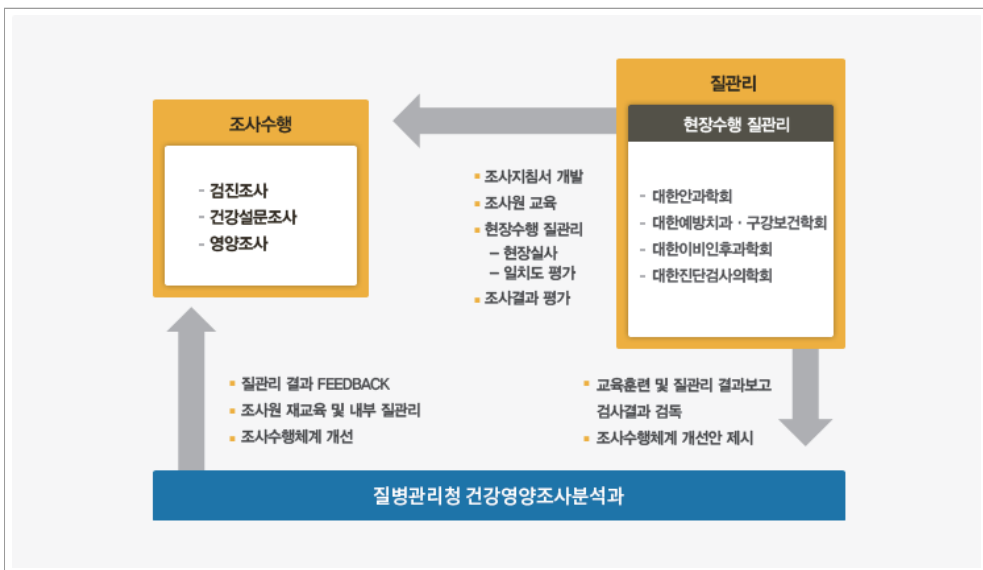 조사수행
- 검진조사
- 건강설문조사
- 영양조사
질관리
현장수행 질관리
- 대한안과학회
- 대한예방치과 · 구강보건학회
- 대한이비인후과학회
- 대한진단검사의학회
▪ 조사지침서 개발
▪ 조사원 교육
▪ 현장수행 질관리
– 현장실사
– 일치도 평가
▪ 조사결과 평가
▪ 질관리 결과 FEEDBACK
▪ 조사원 재교육 및 내부 질관리
▪ 조사수행체계 개선
▪ 교육훈련 및 질관리 결과보고
검사결과 검독
▪ 조사수행체계 개선안 제시
질병관리청 건강영양조사분석과